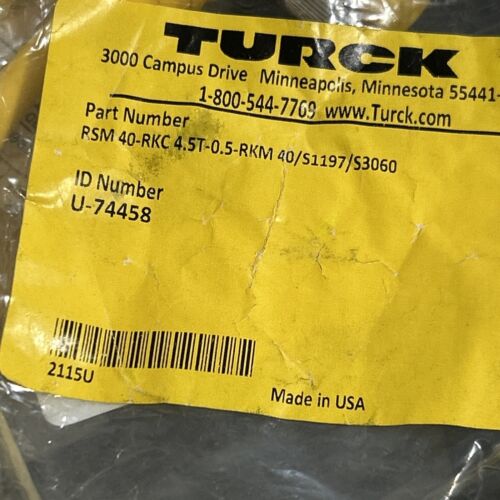 TURCK
3000 Campus Drive Minneapolis, Minnesota 55441-
1-800-544-7769 www.Turck.com
Part Number
RSM 40-RKC 4.5T-0.5-RKM 40/S1197/S3060
ID Number
U-74458
2115U
Made in USA